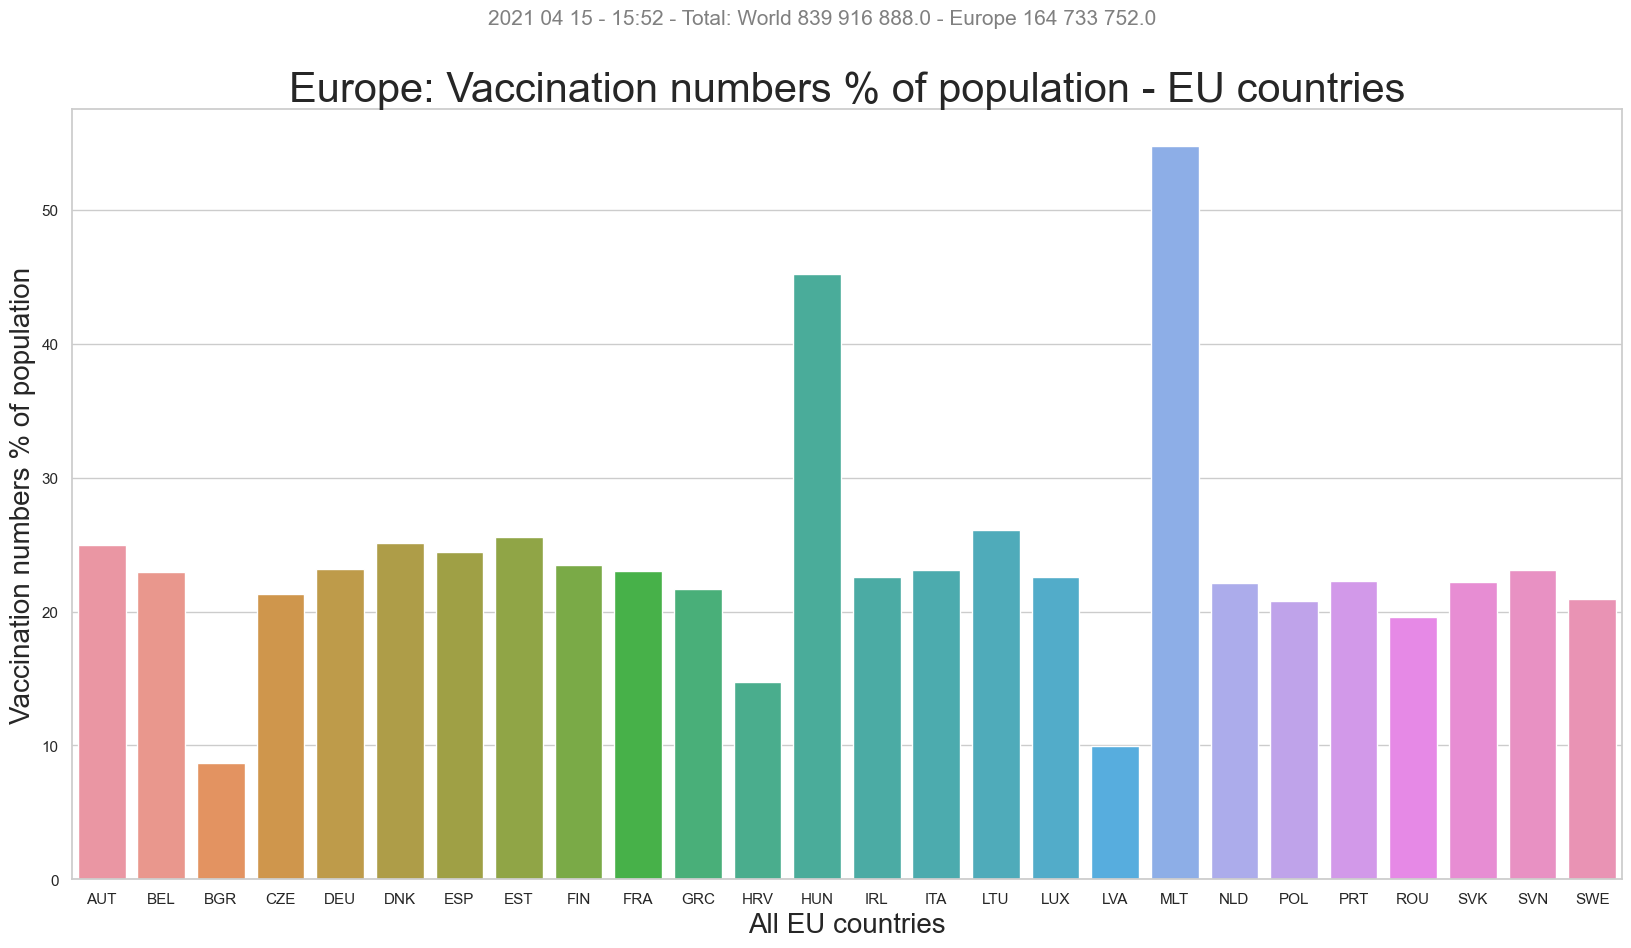 2021 04 15 - 15:52 - Total: World 839 916 888.0 - Europe 164 733 752.0
Europe: Vaccination numbers % of population - EU countries
Vaccination numbers % of population
50
40
30
20
10
0
AUT BEL BGR CZE DEU DNK ESP EST FIN FRA GRC HRV HUN IRL ITA LTU LUX LVA MLT NLD POL PRT ROU SVK SVN SWE
All EU countries